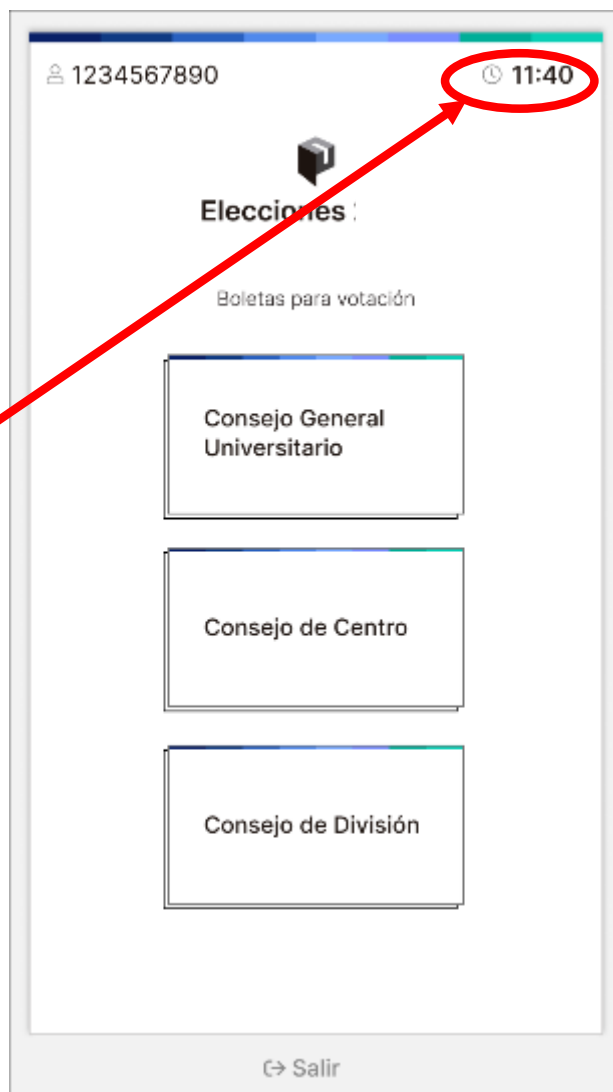 1234567890
11:40
Elecciones
Boletas para votación
Consejo General
Universitario
Consejo de Centro
Consejo de División
Salir